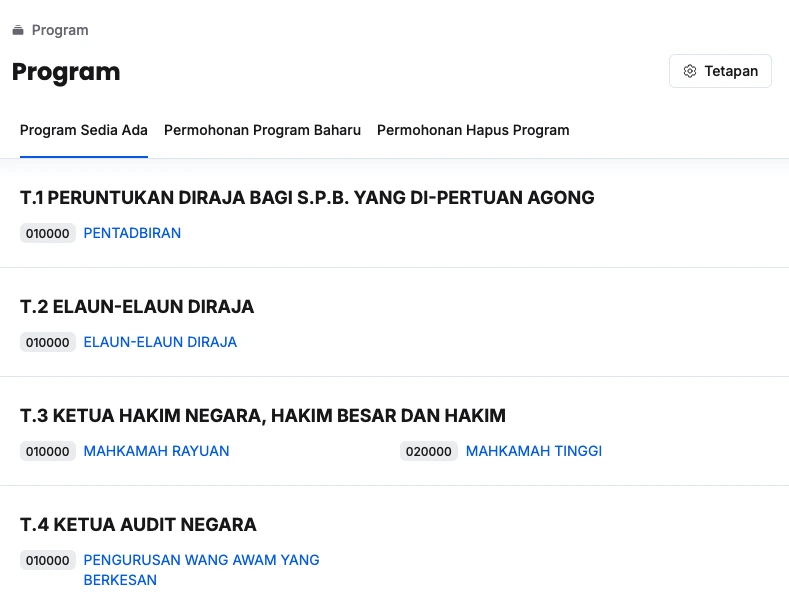 Program
Program
Tetapan
Program Sedia Ada Permohonan Program Baharu Permohonan Hapus Program
T.1 PERUNTUKAN DIRAJA BAGI S.P.B. YANG DI-PERTUAN AGONG
010000 PENTADBIRAN
T.2 ELAUN-ELAUN DIRAJA
010000 ELAUN-ELAUN DIRAJA
T.3 KETUA HAKIM NEGARA, HAKIM BESAR DAN HAKIM
010000 MAHKAMAH RAYUAN 020000 MAHKAMAH TINGGI
T.4 KETUA AUDIT NEGARA
010000 PENGURUSAN WANG AWAM YANG
BERKESAN